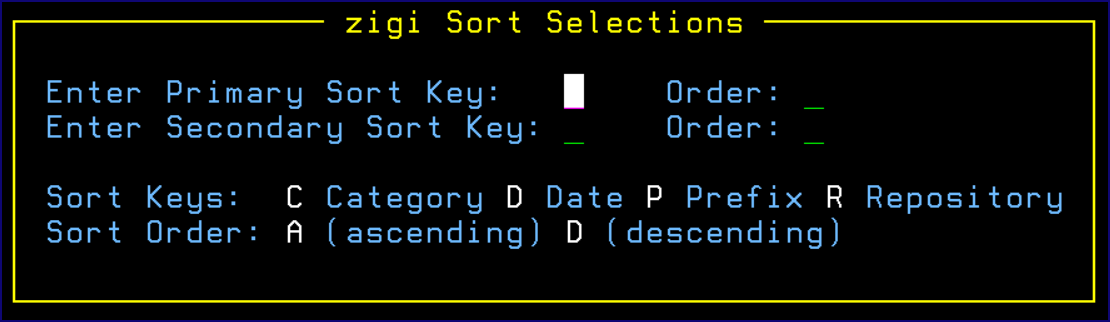 zigi Sort Selections
Enter Primary Sort Key: Order: _
Enter Secondary Sort Key: _ Order: _
Sort Keys: C Category D Date P Prefix R Repository
Sort Order: A (ascending) D (descending)